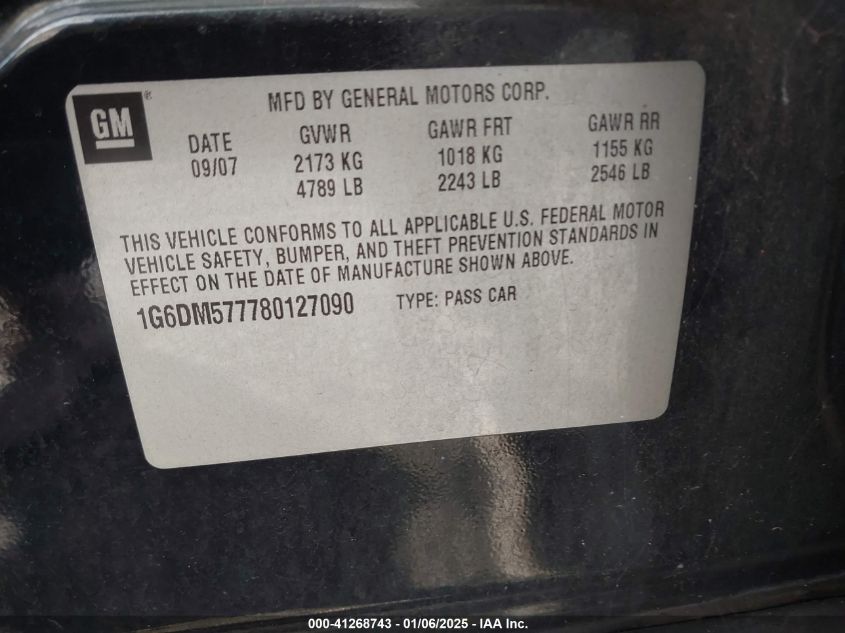 GM®
MFD BY GENERAL MOTORS CORP.
DATE GVWR GAWR FRT GAWR RR
09/07 2173 KG 1018 KG 1155 KG
4789 LB 2243 LB 2546 LB
THIS VEHICLE CONFORMS TO ALL APPLICABLE U.S. FEDERAL MOTOR
VEHICLE SAFETY, BUMPER, AND THEFT PREVENTION STANDARDS IN
EFFECT ON THE DATE OF MANUFACTURE SHOWN ABOVE.
1G6DM577780127090 TYPE: PASS CAR
000-41268743 - 01/06/2025 - IAA Inc.